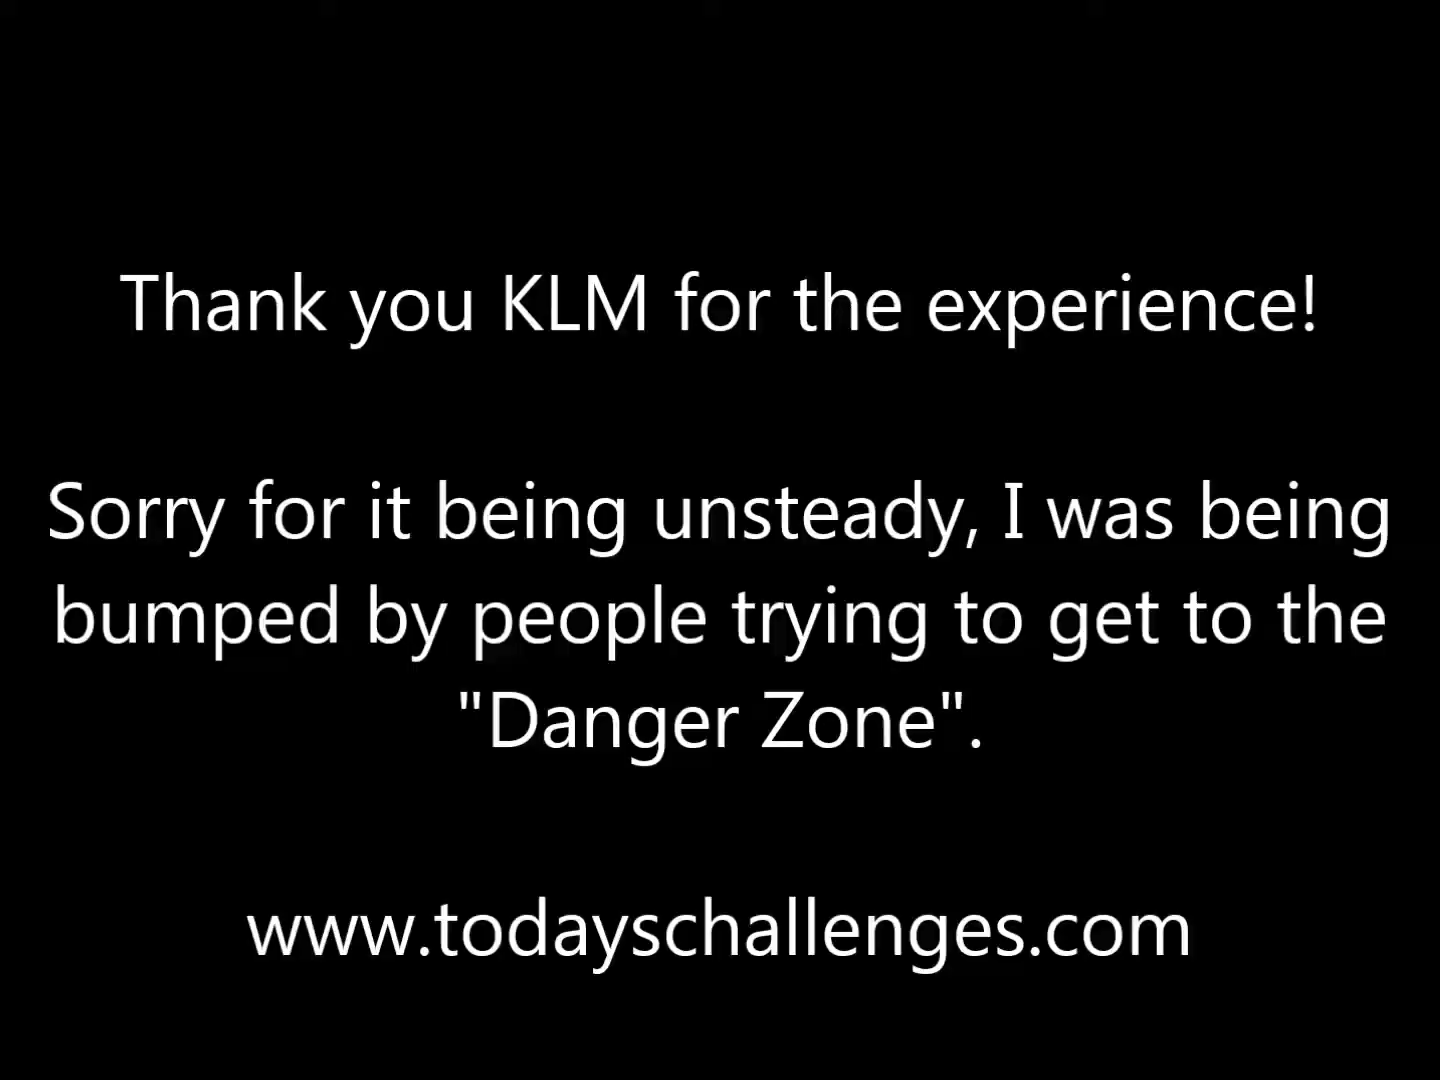 Thank you KLM for the experience!
Sorry for it being unsteady, I was being
bumped by people trying to get to the
"Danger Zone".
www.todayschallenges.com